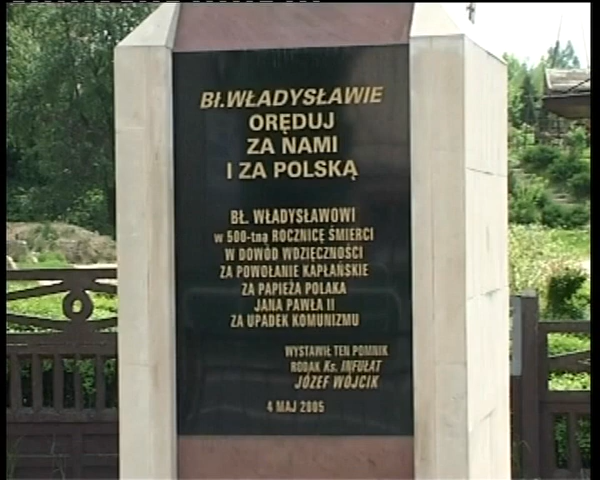 Bł.WŁADYSŁAWIE
ORĘDUJ
ZA NAMI
I ZA POLSKĄ
BŁ. WŁADYSŁAWOWI
w 500-tną ROCZNICĘ ŚMIERCI
W DOWÓD WDZIĘCZNOŚCI
ZA POWOŁANIE KAPŁAŃSKIE
ZA PAPIEŻA POLAKA
JANA PAWŁA II
ZA UPADEK KOMUNIZMU
WYSTAWIŁ TEN POMNIK
RODAK Ks. INFUŁAT
JÓZEF WÓJCIK
4 MAJ 2005